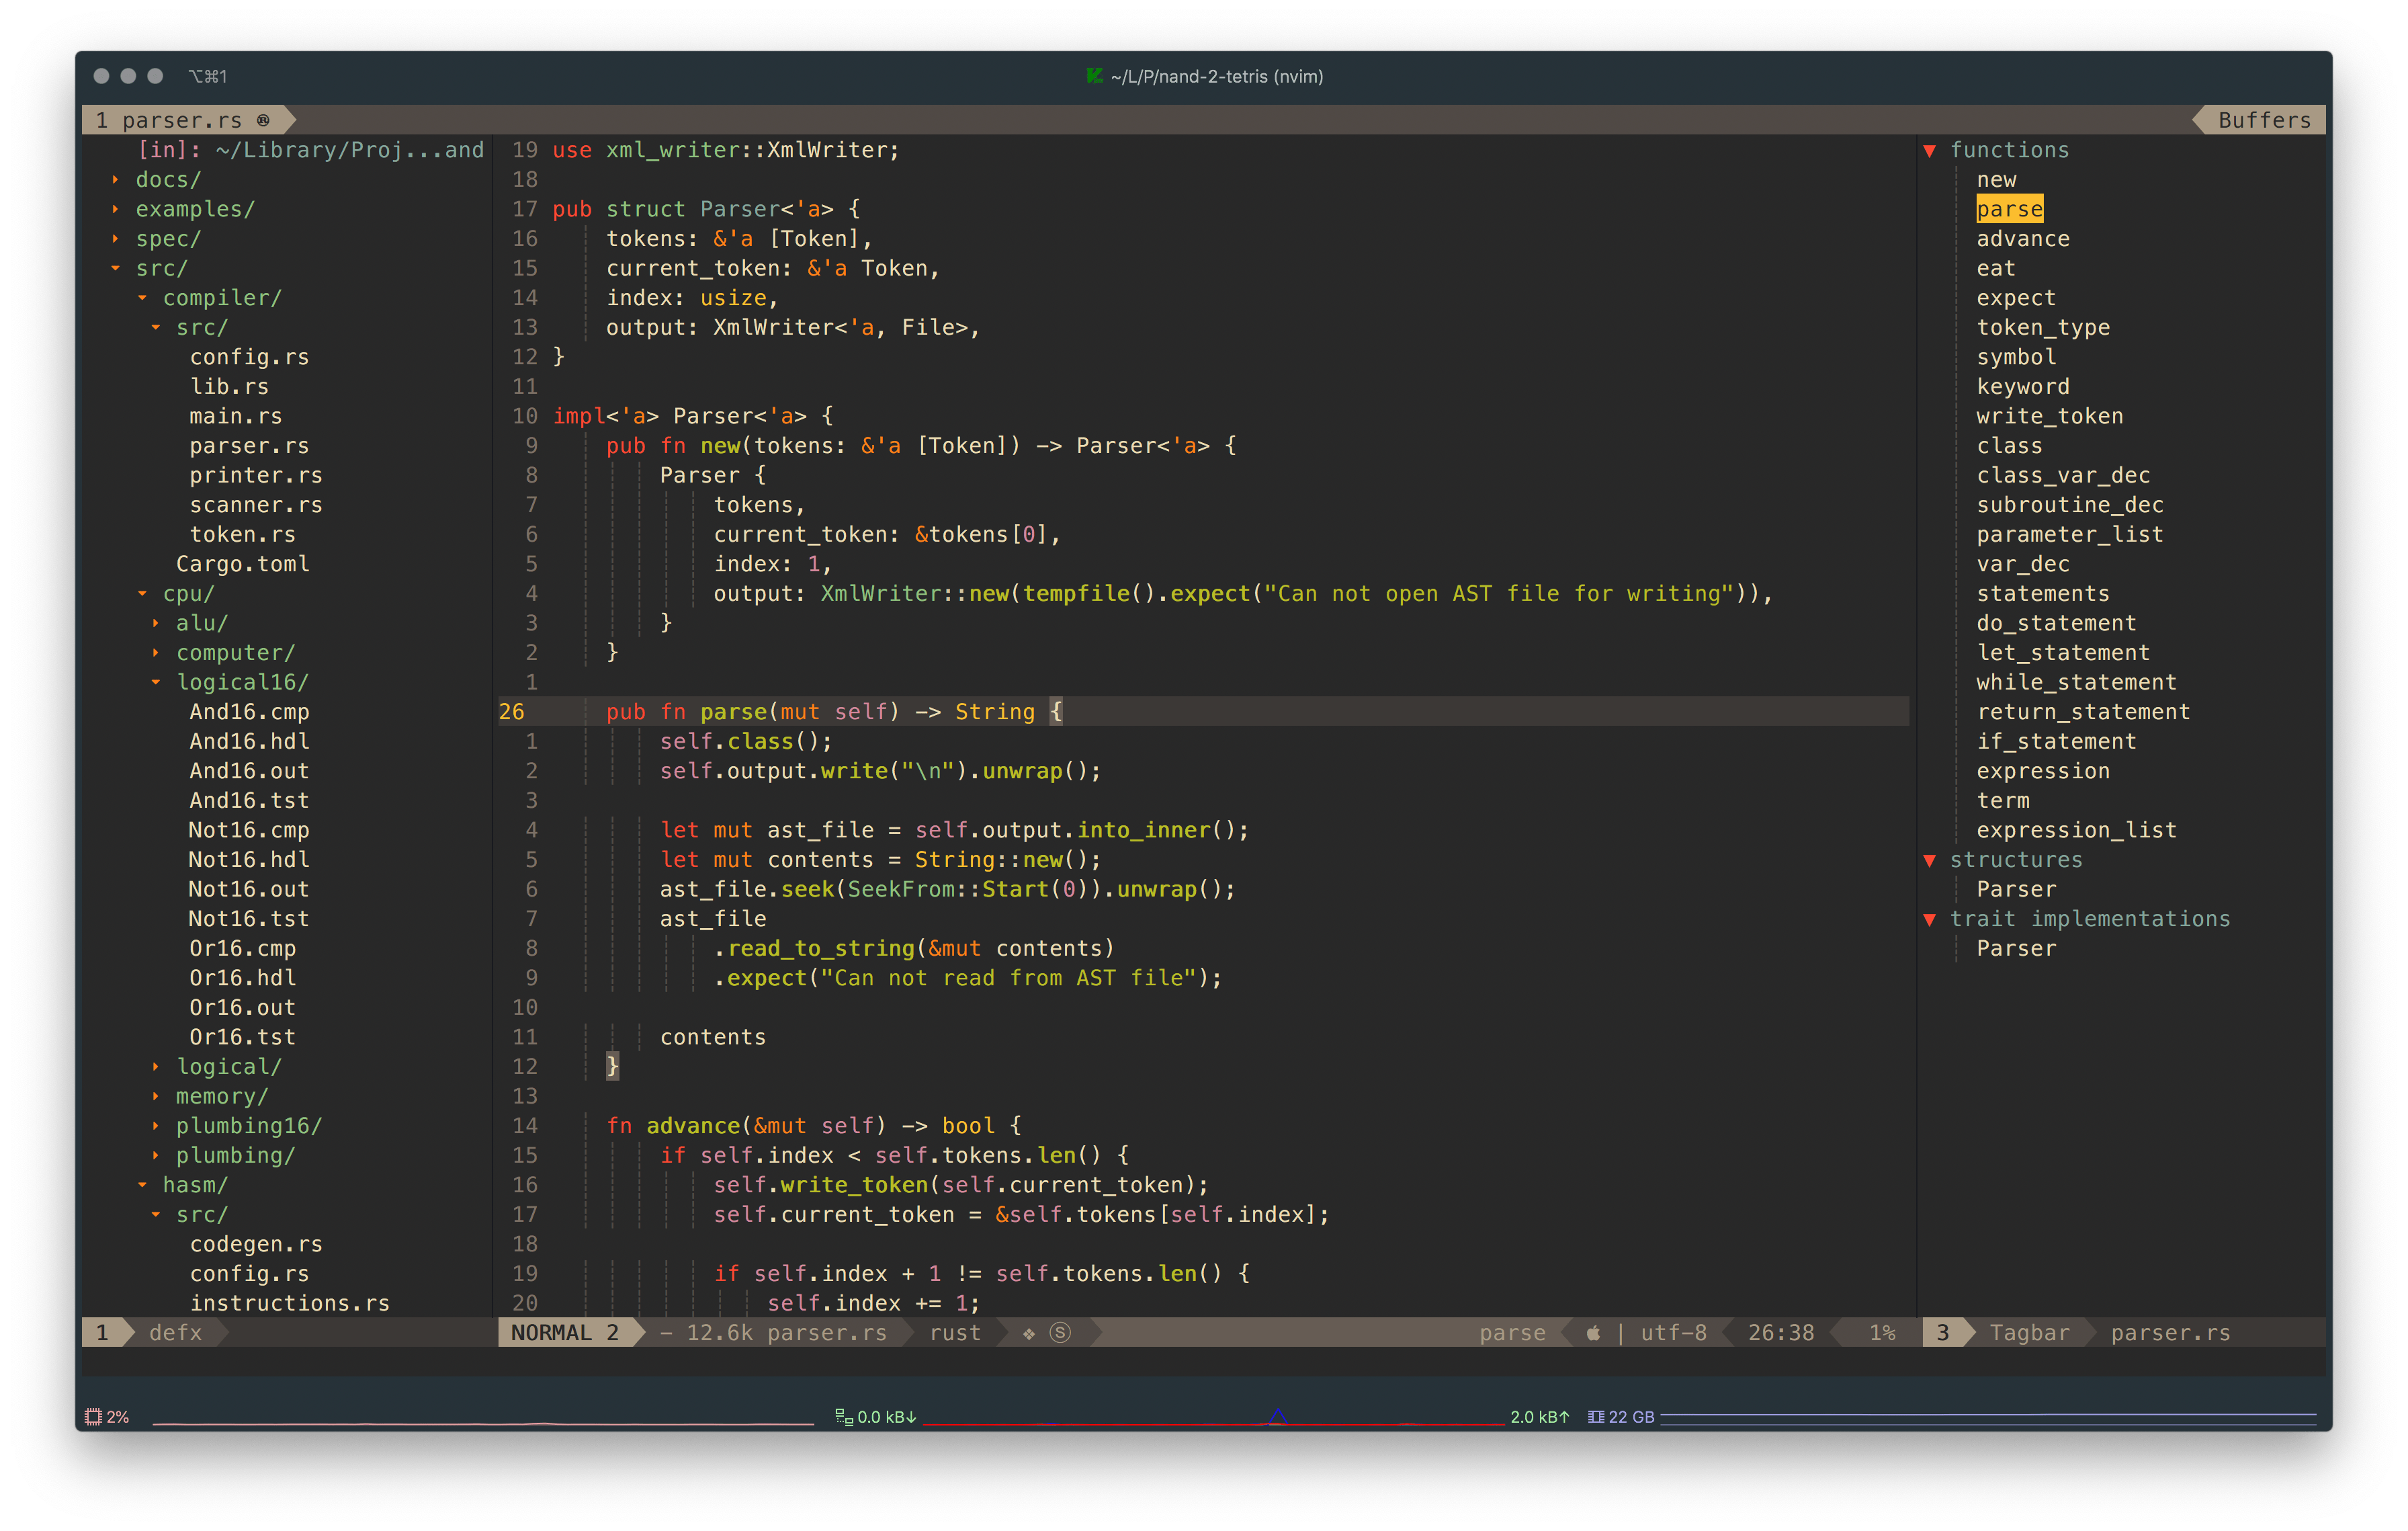 ⌥⌘1
~/L/P/nand-2-tetris (nvim)
1 parser.rs ®
Buffers
[in]: ~/Library/Proj...and
docs/
examples/
spec/
src/
compiler/
src/
config.rs
lib.rs
main.rs
parser.rs
printer.rs
scanner.rs
token.rs
Cargo.toml
cpu/
alu/
computer/
logical16/
And16.cmp
And16.hdl
And16.out
And16.tst
Not16.cmp
Not16.hdl
Not16.out
Not16.tst
Or16.cmp
Or16.hdl
Or16.out
Or16.tst
logical/
memory/
plumbing16/
plumbing/
hasm/
src/
codegen.rs
config.rs
instructions.rs
19 use xml_writer::XmlWriter;
18
17 pub struct Parser<'a> {
16     tokens: &'a [Token],
15     current_token: &'a Token,
14     index: usize,
13     output: XmlWriter<'a, File>,
12 }
11
10 impl<'a> Parser<'a> {
9     pub fn new(tokens: &'a [Token]) -> Parser<'a> {
8         Parser {
7             tokens,
6             current_token: &tokens[0],
5             index: 1,
4             output: XmlWriter::new(tempfile().expect("Can not open AST file for writing")),
3         }
2     }
1
26     pub fn parse(mut self) -> String {
1         self.class();
2         self.output.write("\n").unwrap();
3
4         let mut ast_file = self.output.into_inner();
5         let mut contents = String::new();
6         ast_file.seek(SeekFrom::Start(0)).unwrap();
7         ast_file
8             .read_to_string(&mut contents)
9             .expect("Can not read from AST file");
10
11         contents
12     }
13
14     fn advance(&mut self) -> bool {
15         if self.index < self.tokens.len() {
16             self.write_token(self.current_token);
17             self.current_token = &self.tokens[self.index];
18
19             if self.index + 1 != self.tokens.len() {
20                 self.index += 1;
▼ functions
new
parse
advance
eat
expect
token_type
symbol
keyword
write_token
class
class_var_dec
subroutine_dec
parameter_list
var_dec
statements
do_statement
let_statement
while_statement
return_statement
if_statement
expression
term
expression_list
▼ structures
Parser
▼ trait implementations
Parser
1 defx
NORMAL 2 - 12.6k parser.rs rust ❖ Ⓢ parse | utf-8 26:38 1%
3 Tagbar parser.rs
2% 0.0 kB↓ 2.0 kB↑ 22 GB